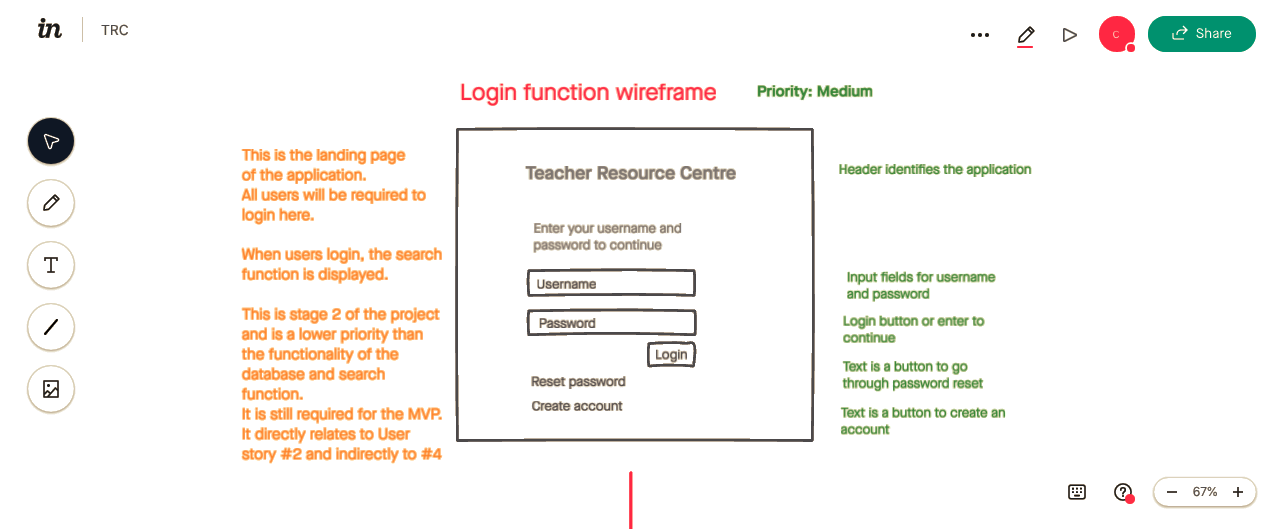 in
TRC
C
Share
Login function wireframe
Priority: Medium
This is the landing page
of the application.
All users will be required to
login here.
When users login, the search
function is displayed.
This is stage 2 of the project
and is a lower priority than
the functionality of the
database and search
function.
It is still required for the MVP.
It directly relates to User
story #2 and indirectly to #4
Teacher Resource Centre
Enter your username and
password to continue
Username
Password
Login
Reset password
Create account
Header identifies the application
Input fields for username
and password
Login button or enter to
continue
Text is a button to go
through password reset
Text is a button to create an
account
67%